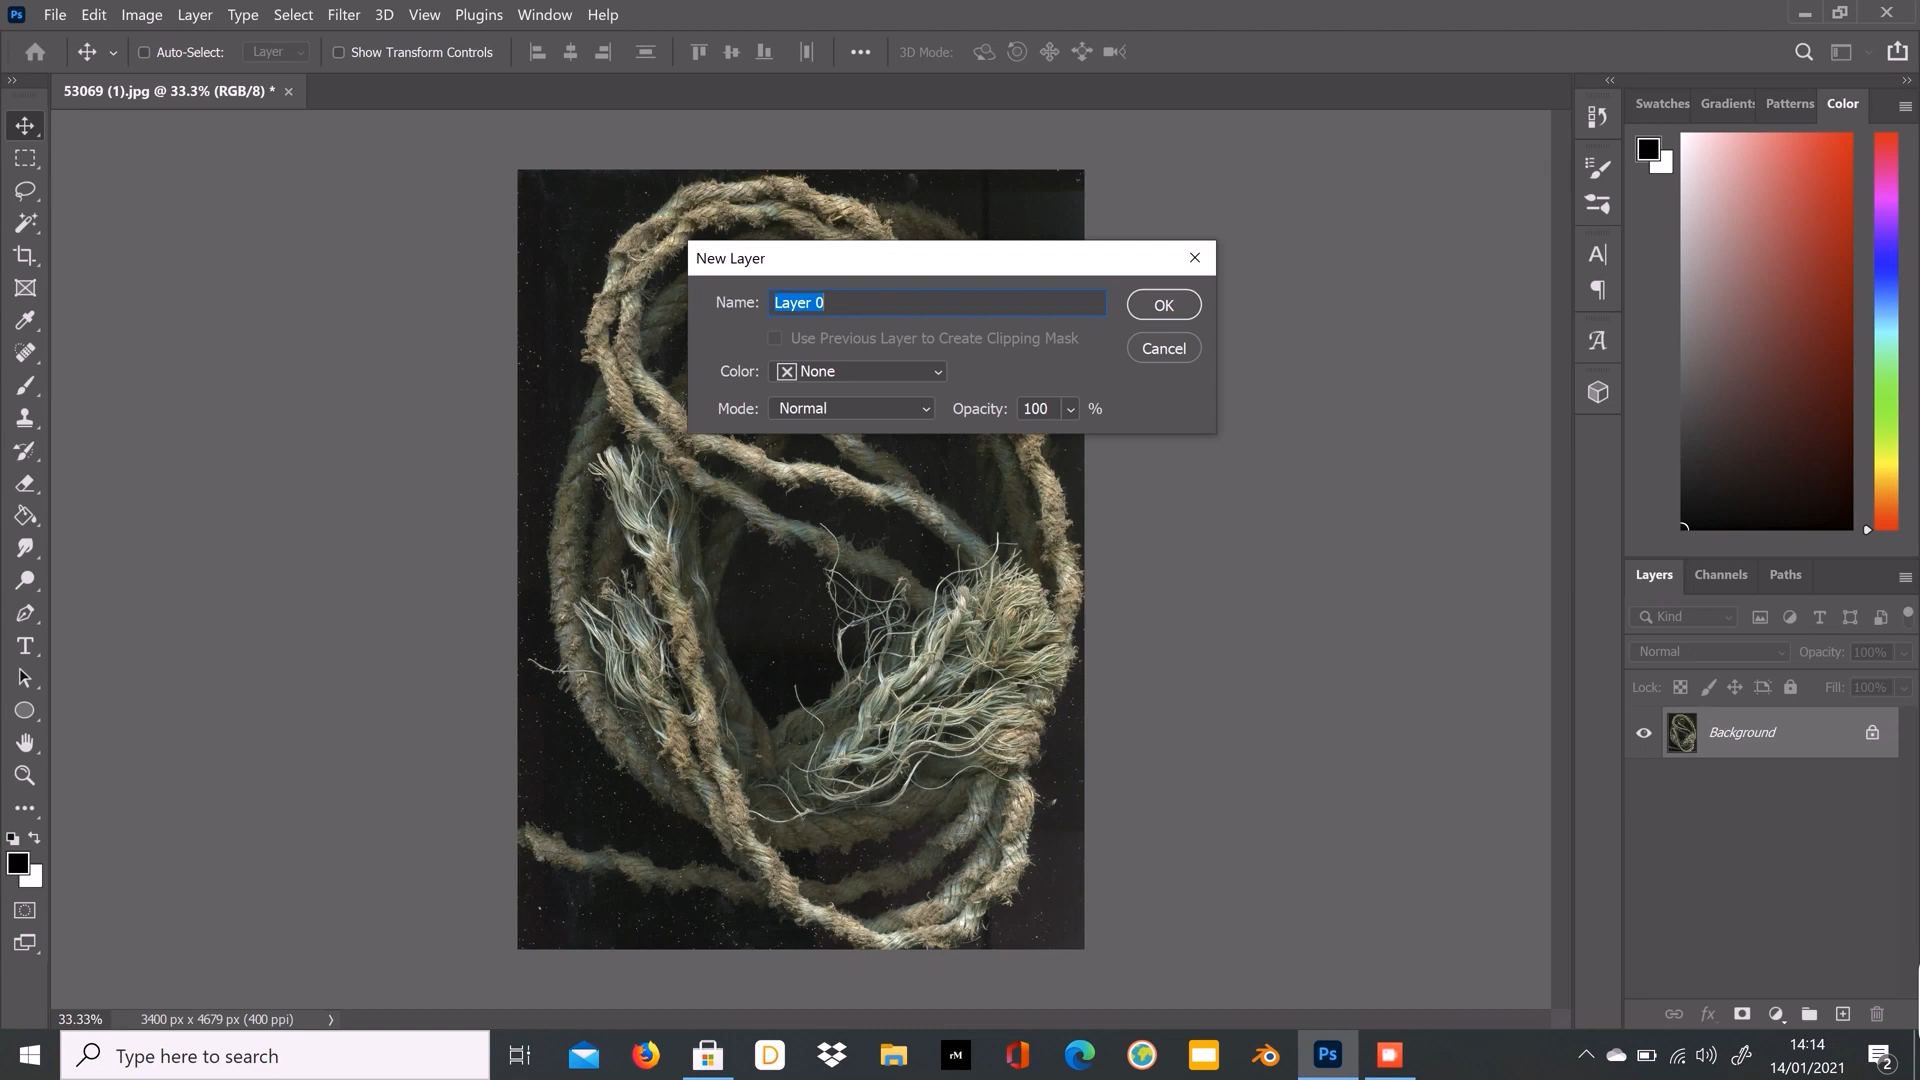 Ps File Edit Image Layer Type Select Filter 3D View Plugins Window Help
Auto-Select: Layer Show Transform Controls 3D Mode:
53069 (1).jpg @ 33.3% (RGB/8) *
Swatches Gradients Patterns Color
New Layer
Name: Layer 0
OK
Use Previous Layer to Create Clipping Mask
Cancel
Color: None
Mode: Normal Opacity: 100 %
Layers Channels Paths
Kind
Normal Opacity: 100%
Lock: Fill: 100%
Background
33.33% 3400 px x 4679 px (400 ppi)
Type here to search
D
rM
Ps
14:14
14/01/2021
2